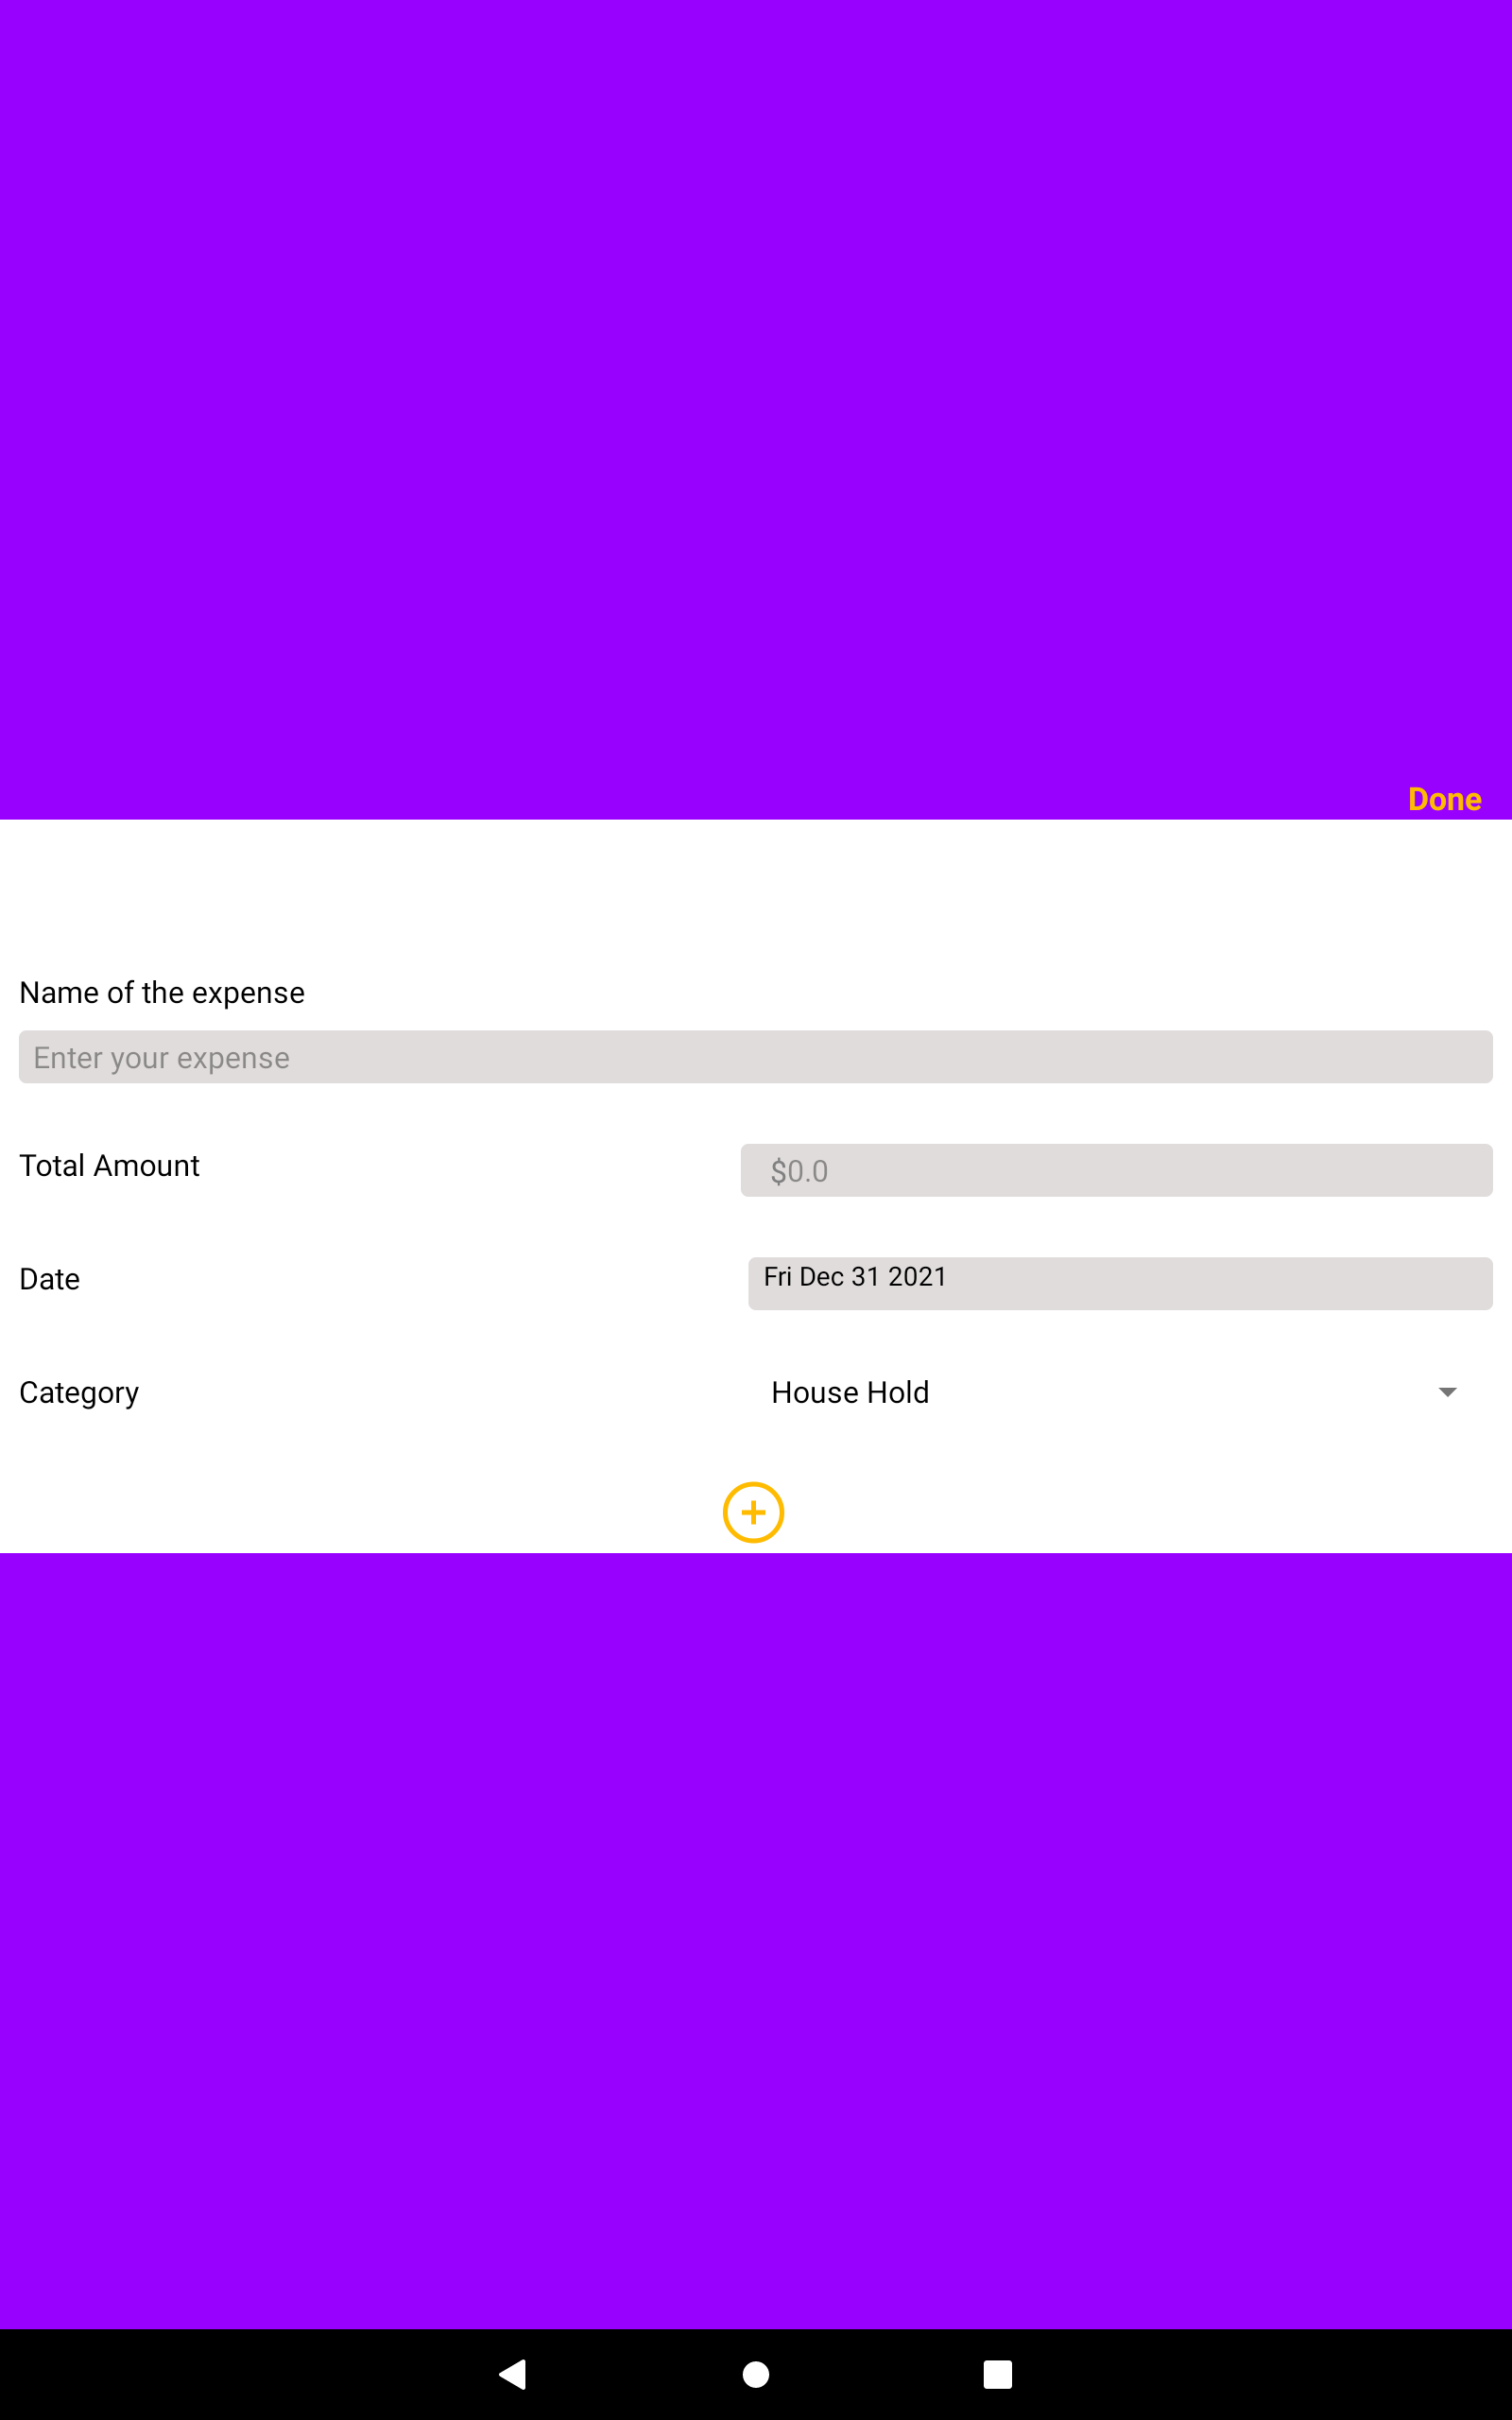 Done
Name of the expense
Enter your expense
Total Amount
$0.0
Date
Fri Dec 31 2021
Category
House Hold